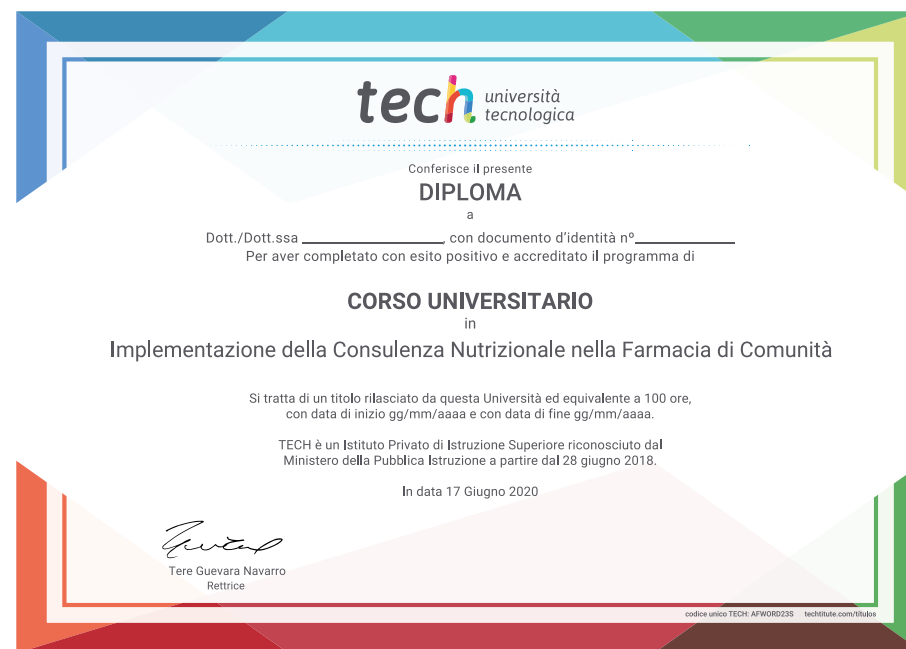 tech università
tecnologica
Conferisce il presente
DIPLOMA
a
Dott./Dott.ssa ____________________, con documento d'identità nº______________
Per aver completato con esito positivo e accreditato il programma di
CORSO UNIVERSITARIO
in
Implementazione della Consulenza Nutrizionale nella Farmacia di Comunità
Si tratta di un titolo rilasciato da questa Università ed equivalente a 100 ore,
con data di inizio gg/mm/aaaa e con data di fine gg/mm/aaaa.
TECH è un Istituto Privato di Istruzione Superiore riconosciuto dal
Ministero della Pubblica Istruzione a partire dal 28 giugno 2018.
In data 17 Giugno 2020
Tere Guevara Navarro
Rettrice
codice unico TECH: AFWORD23S techtitute.com/títulos